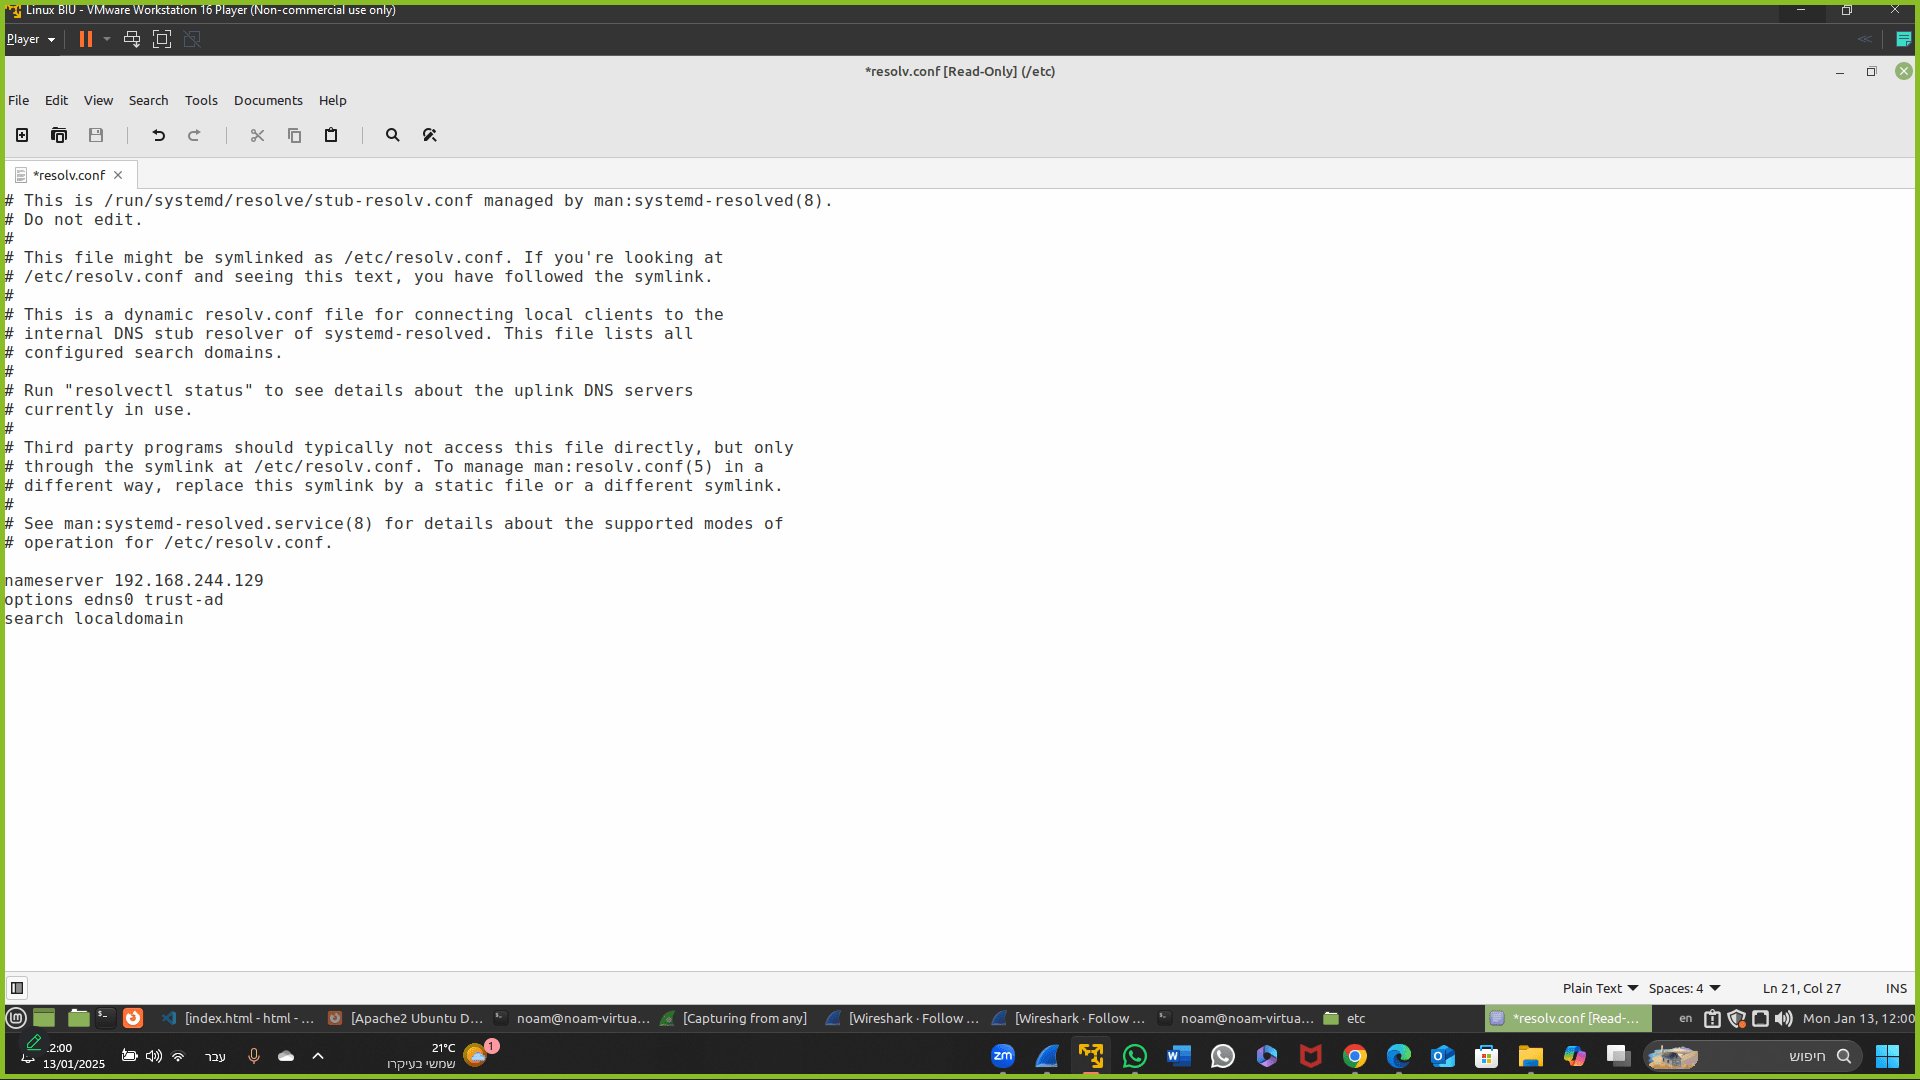 Linux BIU - VMware Workstation 16 Player (Non-commercial use only)
Player
*resolv.conf [Read-Only] (/etc)
File Edit View Search Tools Documents Help
*resolv.conf
# This is /run/systemd/resolve/stub-resolv.conf managed by man:systemd-resolved(8).
# Do not edit.
#
# This file might be symlinked as /etc/resolv.conf. If you're looking at
# /etc/resolv.conf and seeing this text, you have followed the symlink.
#
# This is a dynamic resolv.conf file for connecting local clients to the
# internal DNS stub resolver of systemd-resolved. This file lists all
# configured search domains.
#
# Run "resolvectl status" to see details about the uplink DNS servers
# currently in use.
#
# Third party programs should typically not access this file directly, but only
# through the symlink at /etc/resolv.conf. To manage man:resolv.conf(5) in a
# different way, replace this symlink by a static file or a different symlink.
#
# See man:systemd-resolved.service(8) for details about the supported modes of
# operation for /etc/resolv.conf.
nameserver 192.168.244.129
options edns0 trust-ad
search localdomain
Plain Text Spaces: 4 Ln 21, Col 27 INS
[index.html - html - ... [Apache2 Ubuntu D... noam@noam-virtua... [Capturing from any] [Wireshark · Follow ... [Wireshark · Follow ... noam@noam-virtua... etc *resolv.conf [Read-... en Mon Jan 13, 12:00
2:00
13/01/2025
עבר
21°C
שמשי בעיקרו
1
zm
חיפוש